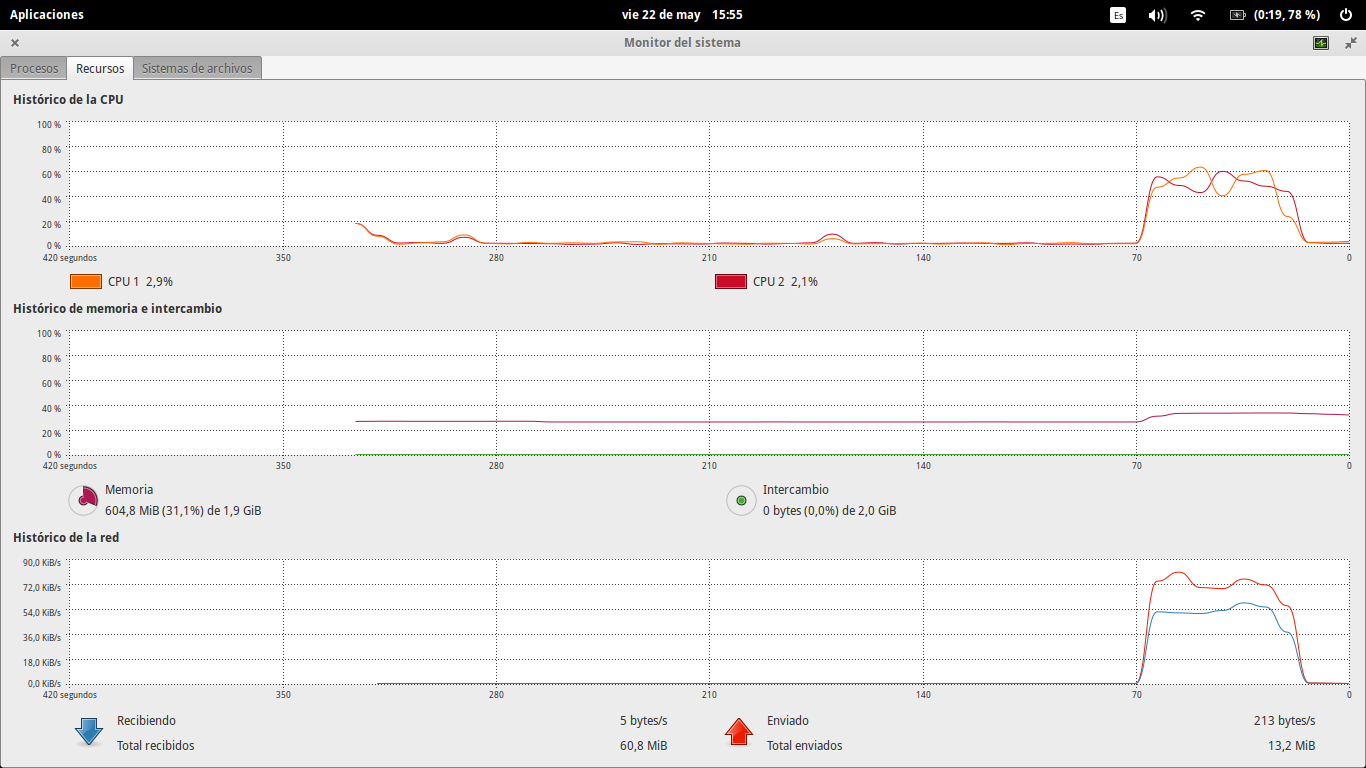 Aplicaciones vie 22 de may 15:55 Es (0:19, 78 %)
Monitor del sistema
Procesos Recursos Sistemas de archivos
Histórico de la CPU
100 %
80 %
60 %
40 %
20 %
0 %
420 segundos 350 280 210 140 70 0
CPU 1 2,9% CPU 2 2,1%
Histórico de memoria e intercambio
100 %
80 %
60 %
40 %
20 %
0 %
420 segundos 350 280 210 140 70 0
Memoria Intercambio
604,8 MiB (31,1%) de 1,9 GiB 0 bytes (0,0%) de 2,0 GiB
Histórico de la red
90,0 KiB/s
72,0 KiB/s
54,0 KiB/s
36,0 KiB/s
18,0 KiB/s
0,0 KiB/s
420 segundos 350 280 210 140 70 0
Recibiendo 5 bytes/s Enviado 213 bytes/s
Total recibidos 60,8 MiB Total enviados 13,2 MiB